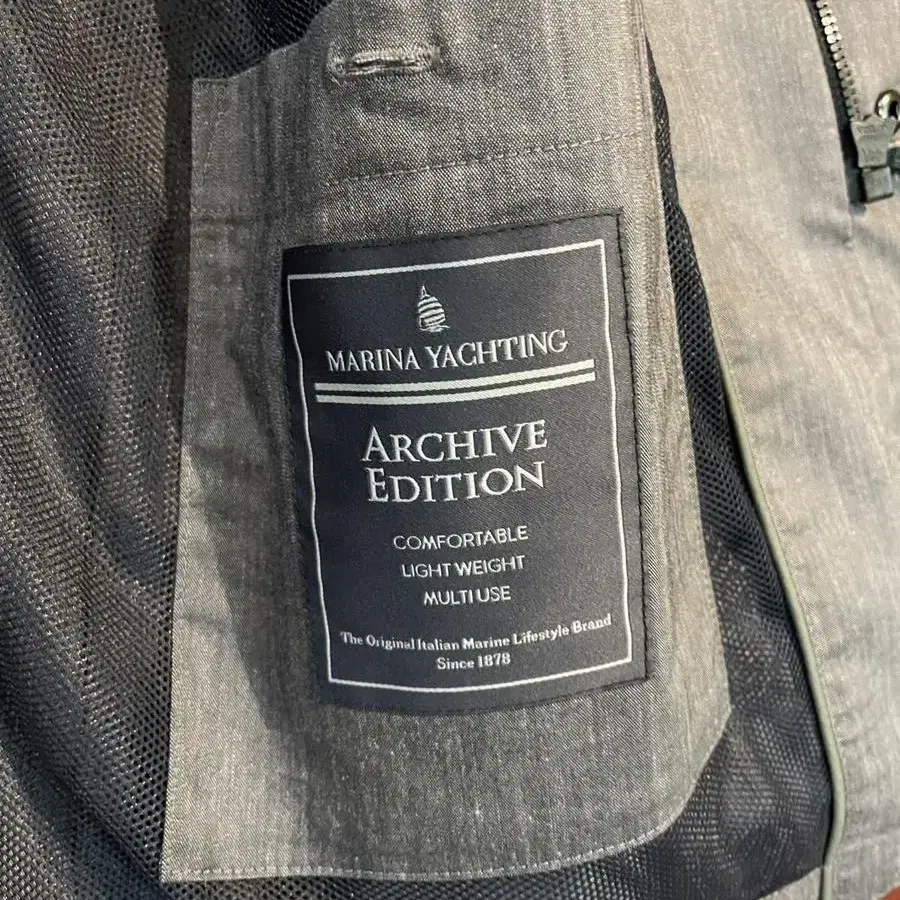 MARINA YACHTING
ARCHIVE
EDITION
COMFORTABLE
LIGHT WEIGHT
MULTI USE
The Original Italian Marine Lifestyle Brand
Since 1878